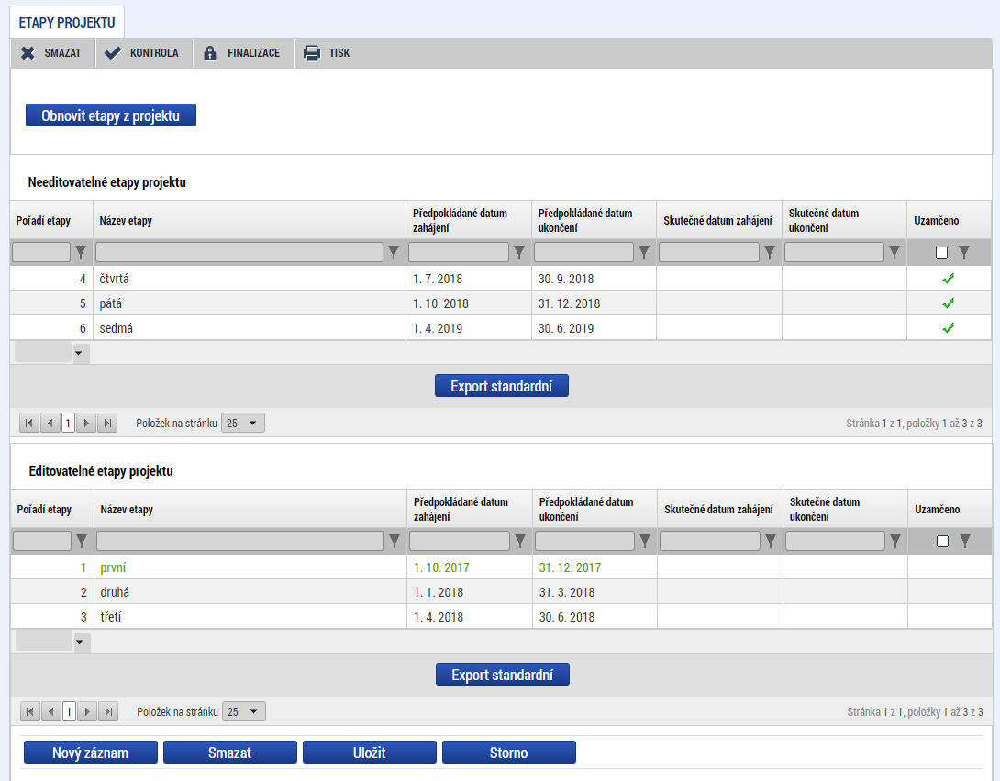 ETAPY PROJEKTU
SMAZAT KONTROLA FINALIZACE TISK
Obnovit etapy z projektu
Needitovatelné etapy projektu
Pořadí etapy Název etapy Předpokládané datum zahájení Předpokládané datum ukončení Skutečné datum zahájení Skutečné datum ukončení Uzamčeno
4 čtvrtá 1. 7. 2018 30. 9. 2018
5 pátá 1. 10. 2018 31. 12. 2018
6 sedmá 1. 4. 2019 30. 6. 2019
Export standardní
1 Položek na stránku 25 Stránka 1 z 1, položky 1 až 3 z 3
Editovatelné etapy projektu
Pořadí etapy Název etapy Předpokládané datum zahájení Předpokládané datum ukončení Skutečné datum zahájení Skutečné datum ukončení Uzamčeno
1 první 1. 10. 2017 31. 12. 2017
2 druhá 1. 1. 2018 31. 3. 2018
3 třetí 1. 4. 2018 30. 6. 2018
Export standardní
1 Položek na stránku 25 Stránka 1 z 1, položky 1 až 3 z 3
Nový záznam Smazat Uložit Storno